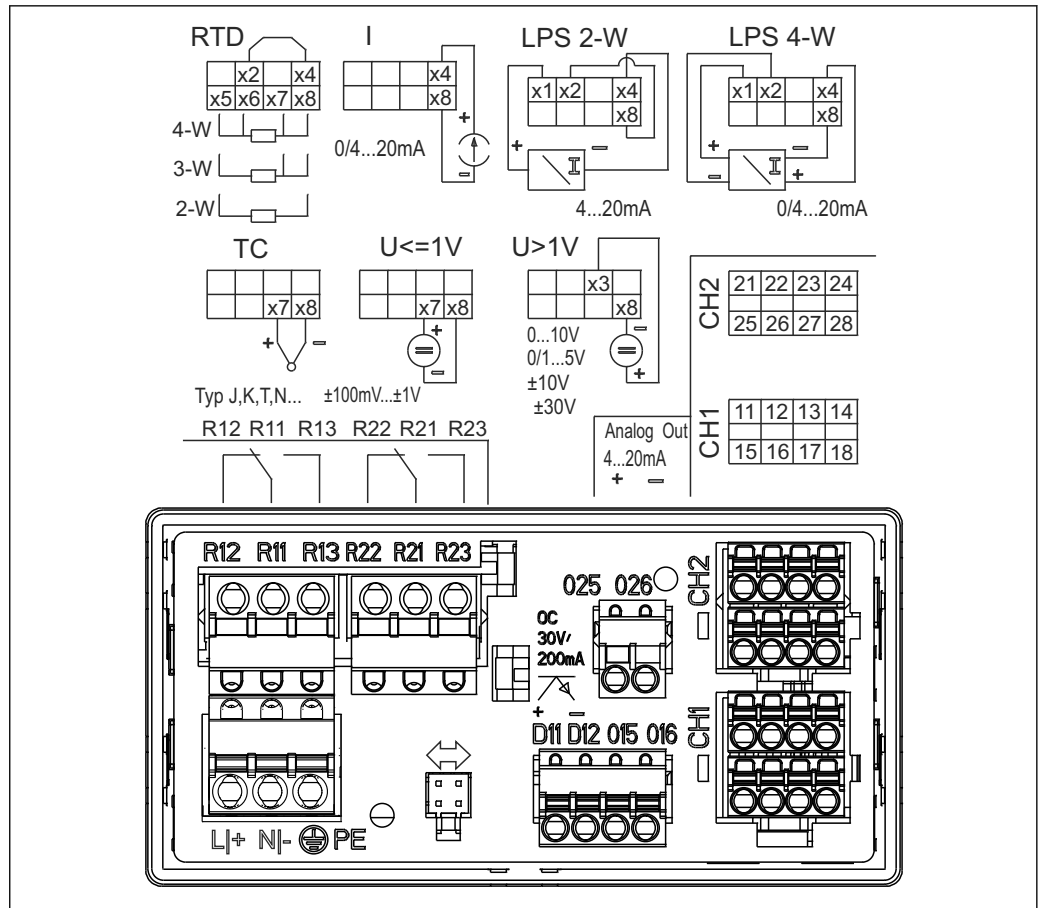 RTD I LPS 2-W LPS 4-W
x2 x4 x4 x1 x2 x4 x1 x2 x4
x5 x6 x7 x8 x8 x8 x8
4-W
3-W
2-W
+
-
0/4...20mA
+ -
4...20mA
+ -
- +
0/4...20mA
TC U<=1V U>1V
x7 x8 x7 x8 x3
x8
+ -
+
-
-
+
Typ J,K,T,N...
±100mV...±1V
0...10V
0/1...5V
±10V
±30V
CH2
21 22 23 24
25 26 27 28
CH1
11 12 13 14
15 16 17 18
R12 R11 R13 R22 R21 R23
Analog Out
4...20mA
+ -
R12 R11 R13 R22 R21 R23
O25 O26
CH2
OC
30V
200mA
+ -
D11 D12 O15 O16
CH1
L|+ N|- PE